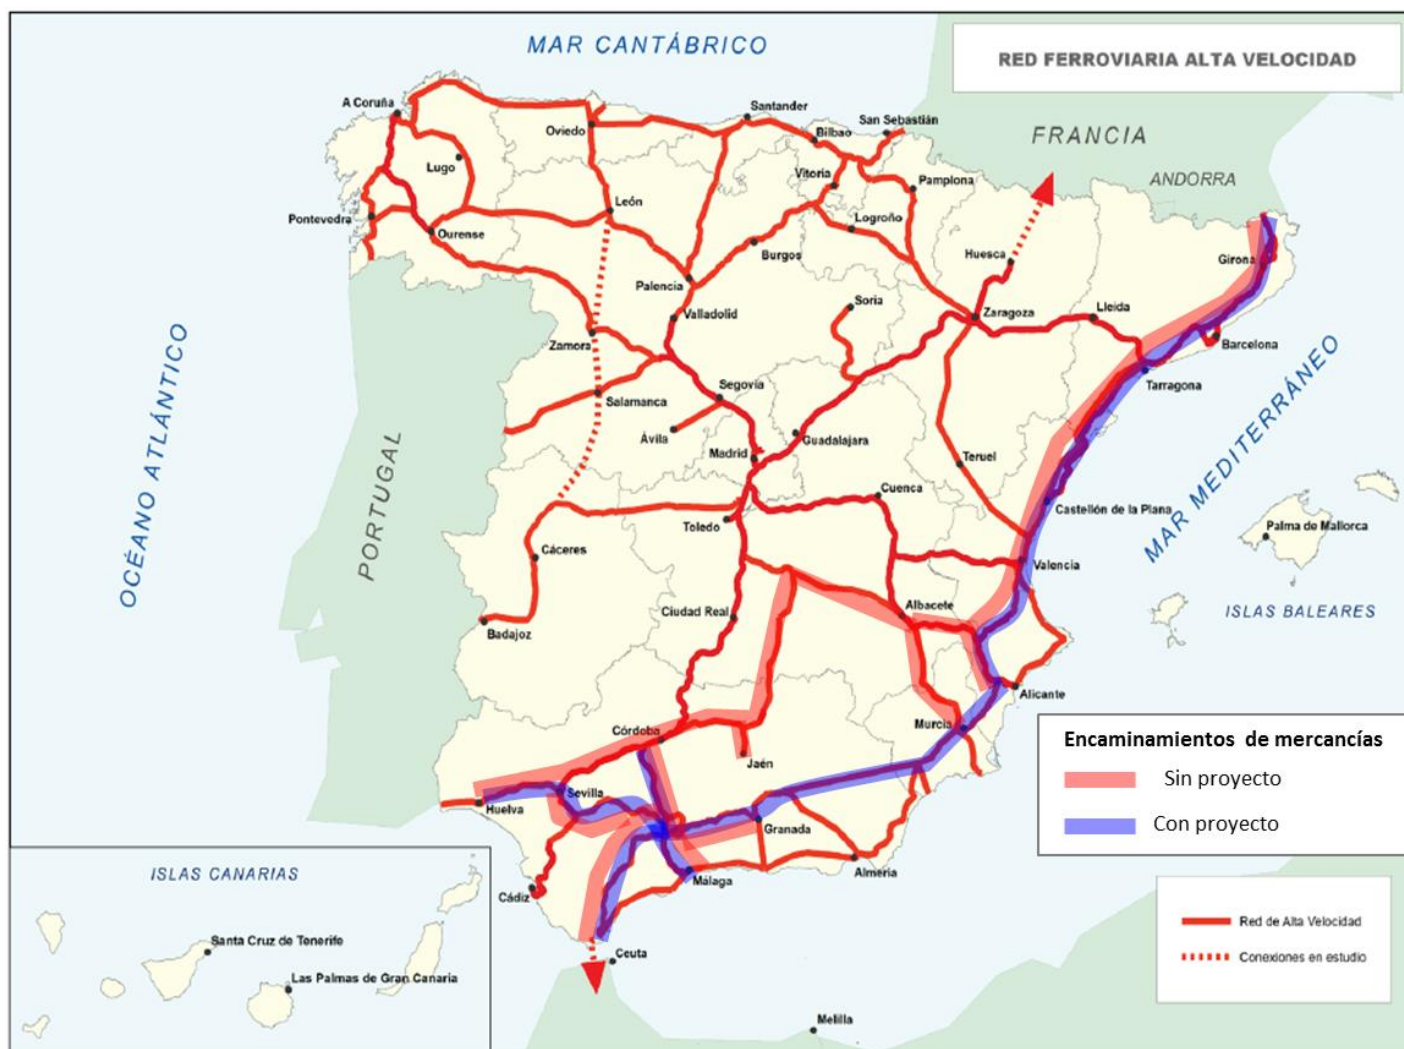 MAR CANTÁBRICO
RED FERROVIARIA ALTA VELOCIDAD
A Coruña
Santander
San Sebastián
Oviedo
Bilbao
FRANCIA
Lugo
Vitoria
Pamplona
ANDORRA
León
Pontevedra
Logroño
Ourense
Burgos
Huesca
Girona
Palencia
Soria
Valladolid
Zaragoza
Lleida
Zamora
Barcelona
Tarragona
Segovia
Salamanca
Ávila
Guadalajara
Madrid
Teruel
OCÉANO ATLÁNTICO
PORTUGAL
MAR MEDITERRÁNEO
Cuenca
Castellón de la Plana
Toledo
Palma de Mallorca
Cáceres
Valencia
Ciudad Real
Albacete
ISLAS BALEARES
Badajoz
Alicante
Murcia
Córdoba
Jaén
Encaminamientos de mercancías
Sin proyecto
Con proyecto
Huelva
Sevilla
Granada
Almería
Málaga
Cádiz
ISLAS CANARIAS
Ceuta
Santa Cruz de Tenerife
Las Palmas de Gran Canaria
Melilla
Red de Alta Velocidad
Conexiones en estudio